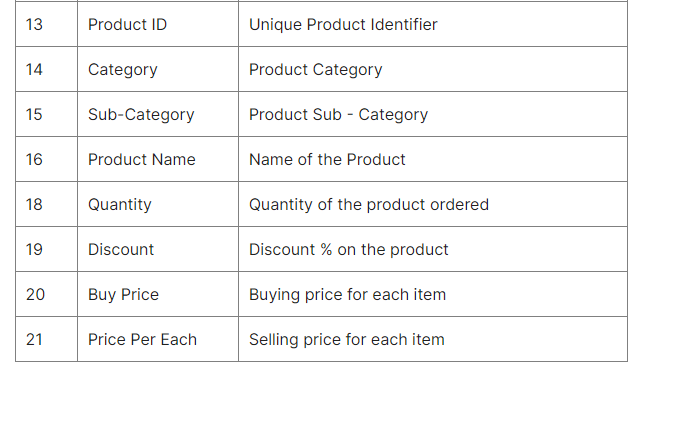 13 Product ID Unique Product Identifier
14 Category Product Category
15 Sub-Category Product Sub - Category
16 Product Name Name of the Product
18 Quantity Quantity of the product ordered
19 Discount Discount % on the product
20 Buy Price Buying price for each item
21 Price Per Each Selling price for each item